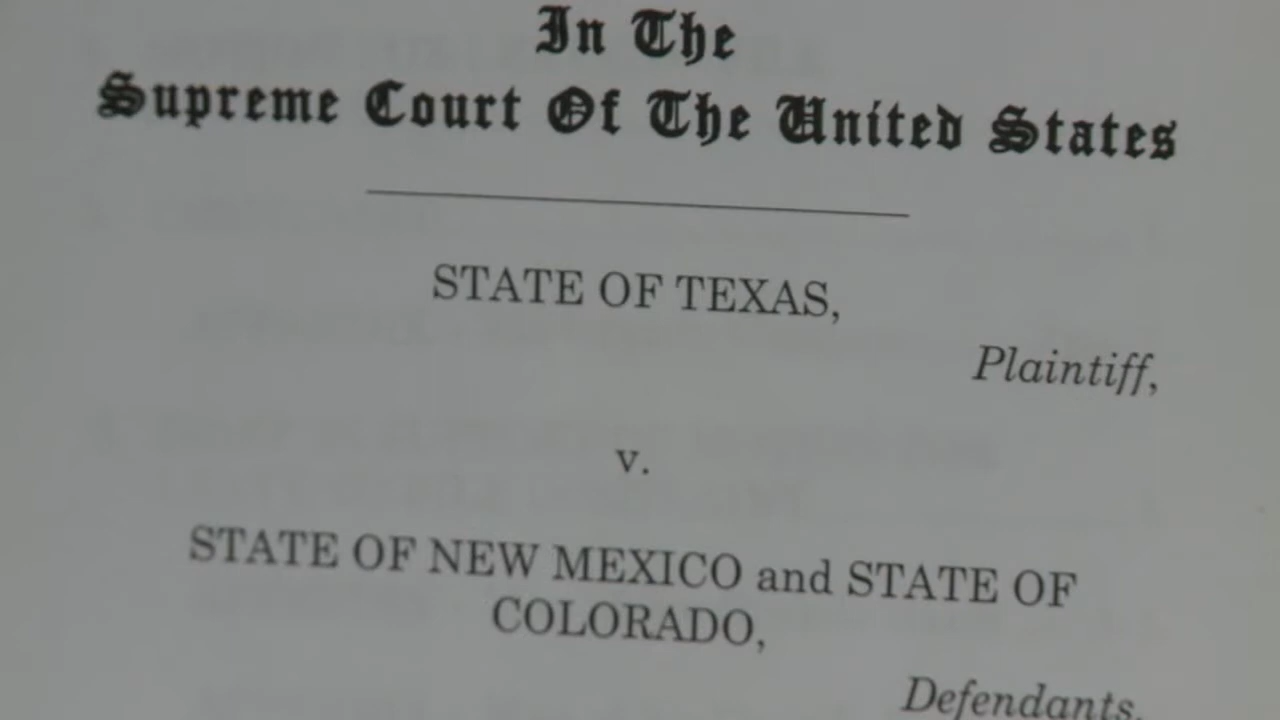 In The
Supreme Court Of The United States
STATE OF TEXAS,
Plaintiff,
v.
STATE OF NEW MEXICO and STATE OF
COLORADO,
Defendants.